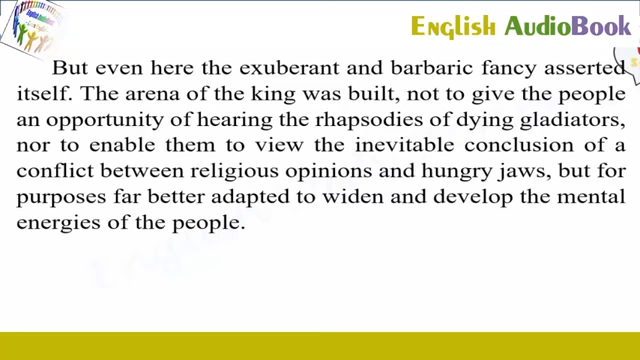 English AudioBook
But even here the exuberant and barbaric fancy asserted
itself. The arena of the king was built, not to give the people
an opportunity of hearing the rhapsodies of dying gladiators,
nor to enable them to view the inevitable conclusion of a
conflict between religious opinions and hungry jaws, but for
purposes far better adapted to widen and develop the mental
energies of the people.